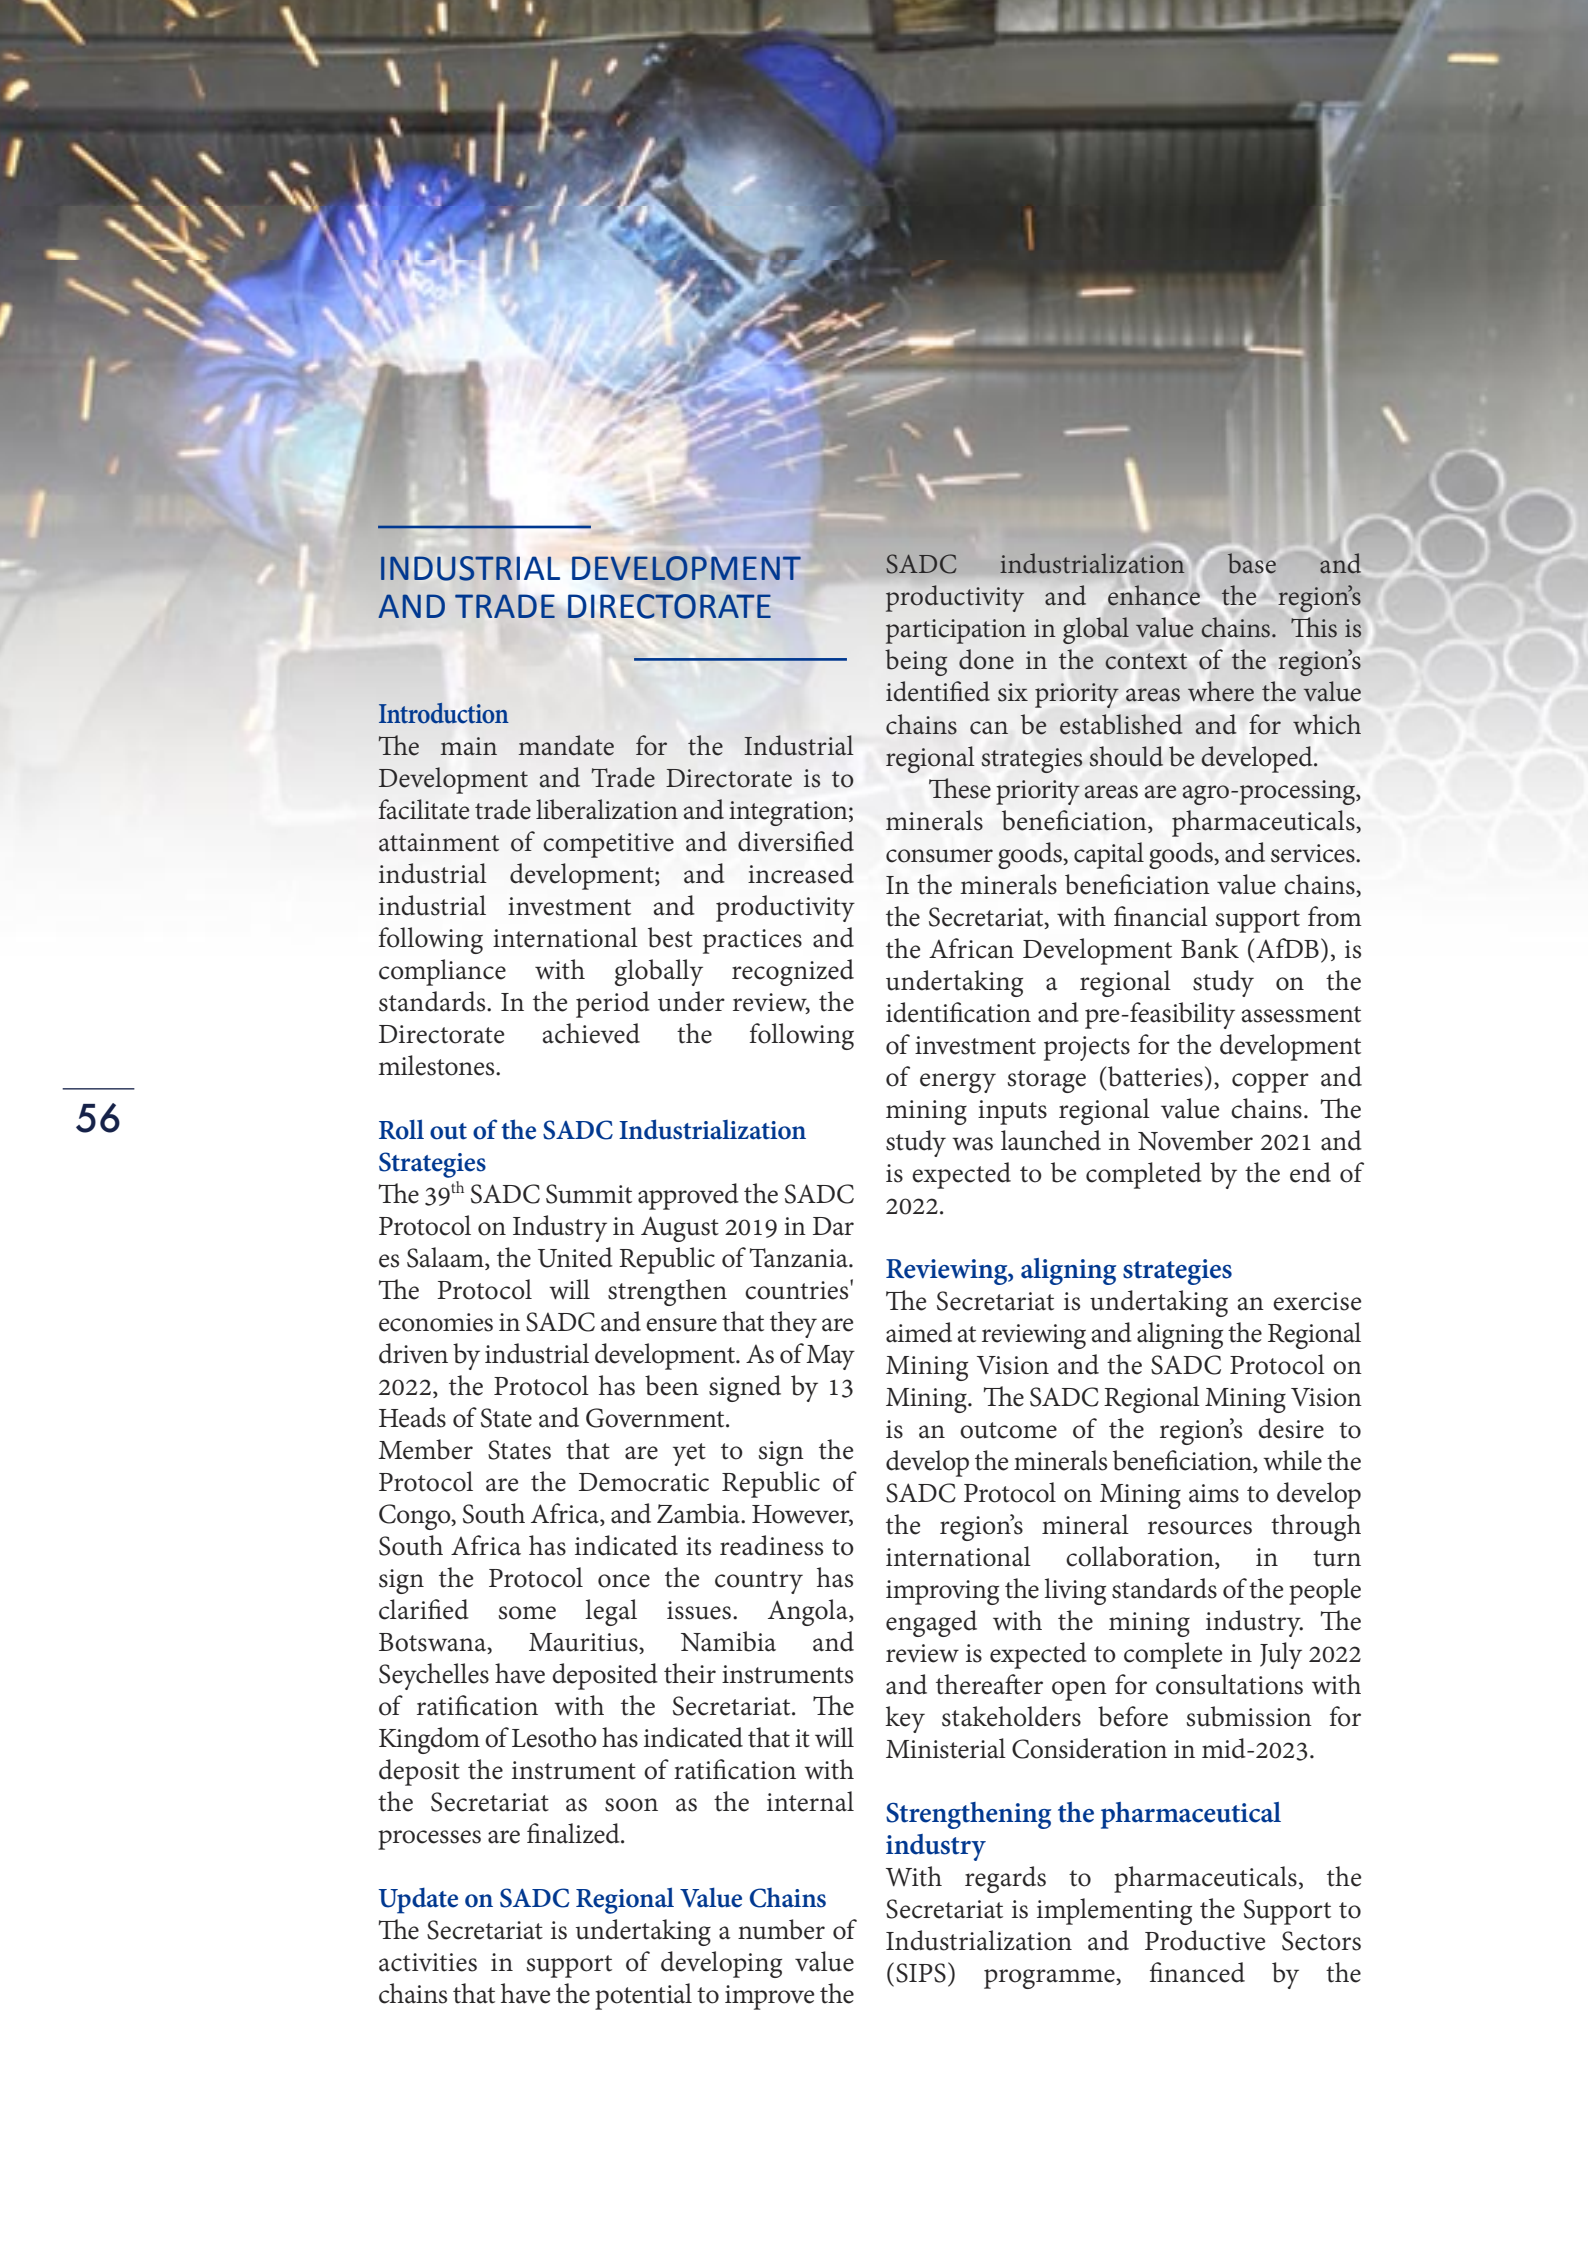 INDUSTRIAL DEVELOPMENT
AND TRADE DIRECTORATE
Introduction
The main mandate for the Industrial
Development and Trade Directorate is to
facilitate trade liberalization and integration;
attainment of competitive and diversified
industrial development; and increased
industrial investment and productivity
following international best practices and
compliance with globally recognized
standards. In the period under review, the
Directorate achieved the following
milestones.
Roll out of the SADC Industrialization
Strategies
The 39th SADC Summit approved the SADC
Protocol on Industry in August 2019 in Dar
es Salaam, the United Republic of Tanzania.
The Protocol will strengthen countries'
economies in SADC and ensure that they are
driven by industrial development. As of May
2022, the Protocol has been signed by 13
Heads of State and Government.
Member States that are yet to sign the
Protocol are the Democratic Republic of
Congo, South Africa, and Zambia. However,
South Africa has indicated its readiness to
sign the Protocol once the country has
clarified some legal issues. Angola,
Botswana, Mauritius, Namibia and
Seychelles have deposited their instruments
of ratification with the Secretariat. The
Kingdom of Lesotho has indicated that it will
deposit the instrument of ratification with
the Secretariat as soon as the internal
processes are finalized.
Update on SADC Regional Value Chains
The Secretariat is undertaking a number of
activities in support of developing value
chains that have the potential to improve the
SADC industrialization base and
productivity and enhance the region’s
participation in global value chains. This is
being done in the context of the region’s
identified six priority areas where the value
chains can be established and for which
regional strategies should be developed.
These priority areas are agro-processing,
minerals beneficiation, pharmaceuticals,
consumer goods, capital goods, and services.
In the minerals beneficiation value chains,
the Secretariat, with financial support from
the African Development Bank (AfDB), is
undertaking a regional study on the
identification and pre-feasibility assessment
of investment projects for the development
of energy storage (batteries), copper and
mining inputs regional value chains. The
study was launched in November 2021 and
is expected to be completed by the end of
2022.
Reviewing, aligning strategies
The Secretariat is undertaking an exercise
aimed at reviewing and aligning the Regional
Mining Vision and the SADC Protocol on
Mining. The SADC Regional Mining Vision
is an outcome of the region’s desire to
develop the minerals beneficiation, while the
SADC Protocol on Mining aims to develop
the region’s mineral resources through
international collaboration, in turn
improving the living standards of the people
engaged with the mining industry. The
review is expected to complete in July 2022
and thereafter open for consultations with
key stakeholders before submission for
Ministerial Consideration in mid-2023.
Strengthening the pharmaceutical
industry
With regards to pharmaceuticals, the
Secretariat is implementing the Support to
Industrialization and Productive Sectors
(SIPS) programme, financed by the
56